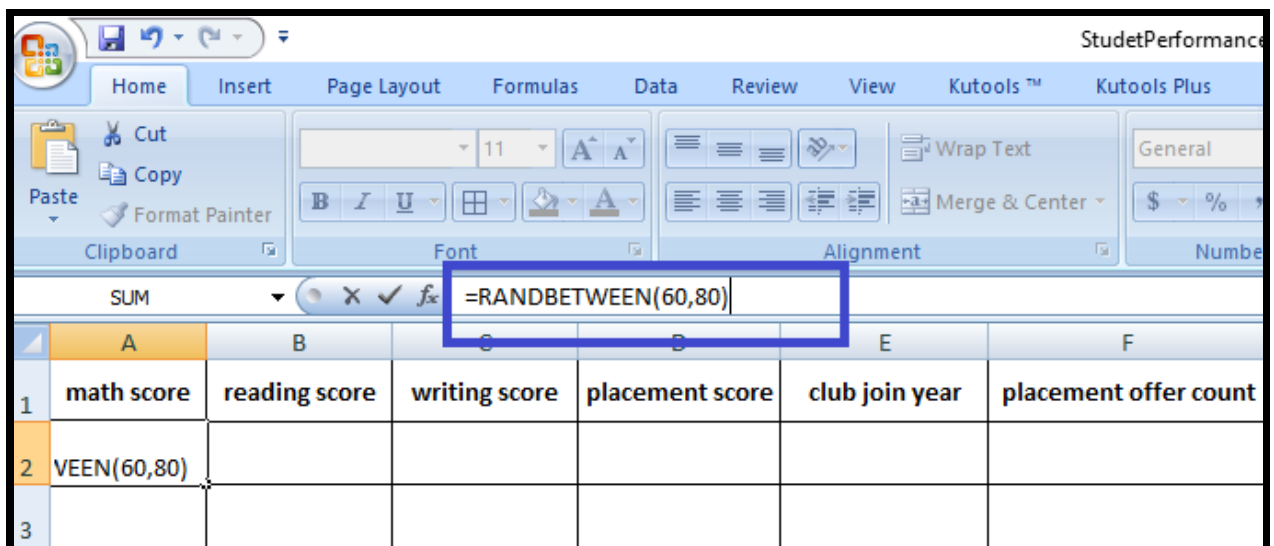 StudetPerformance
Home Insert Page Layout Formulas Data Review View Kutools ™ Kutools Plus
Cut
Copy
Paste
Format Painter
11 A A
Wrap Text
General
B I U A
Merge & Center
$ %
Clipboard Font Alignment Numbe
SUM fx =RANDBETWEEN(60,80)
A B C D E F
1 math score reading score writing score placement score club join year placement offer count
2 VEEN(60,80)
3